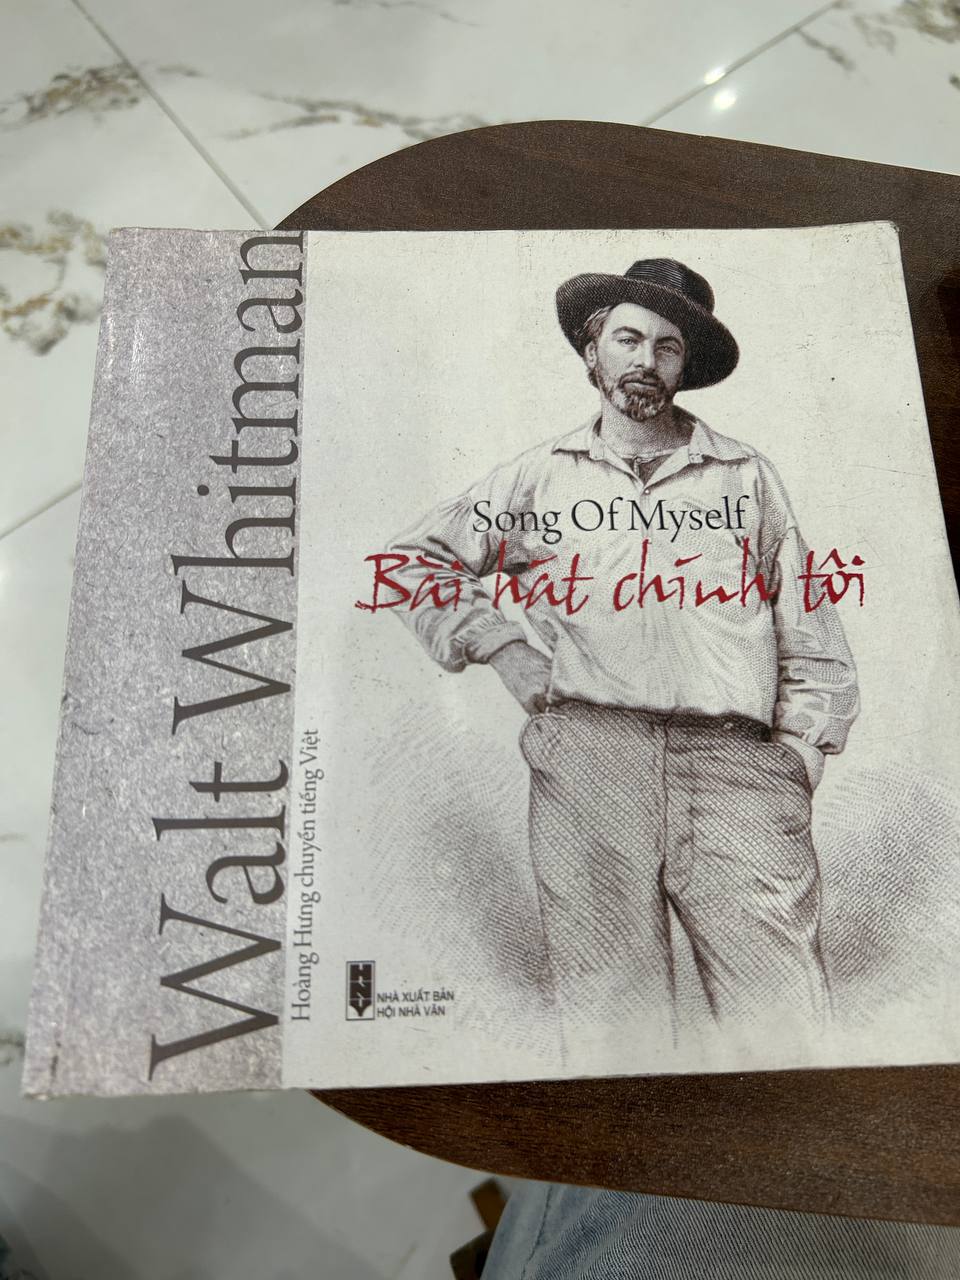 Walt Whitman
Hoàng Hưng chuyển tiếng Việt
Song Of Myself
Bài hát chính tôi
HNV
NHÀ XUẤT BẢN
HỘI NHÀ VĂN